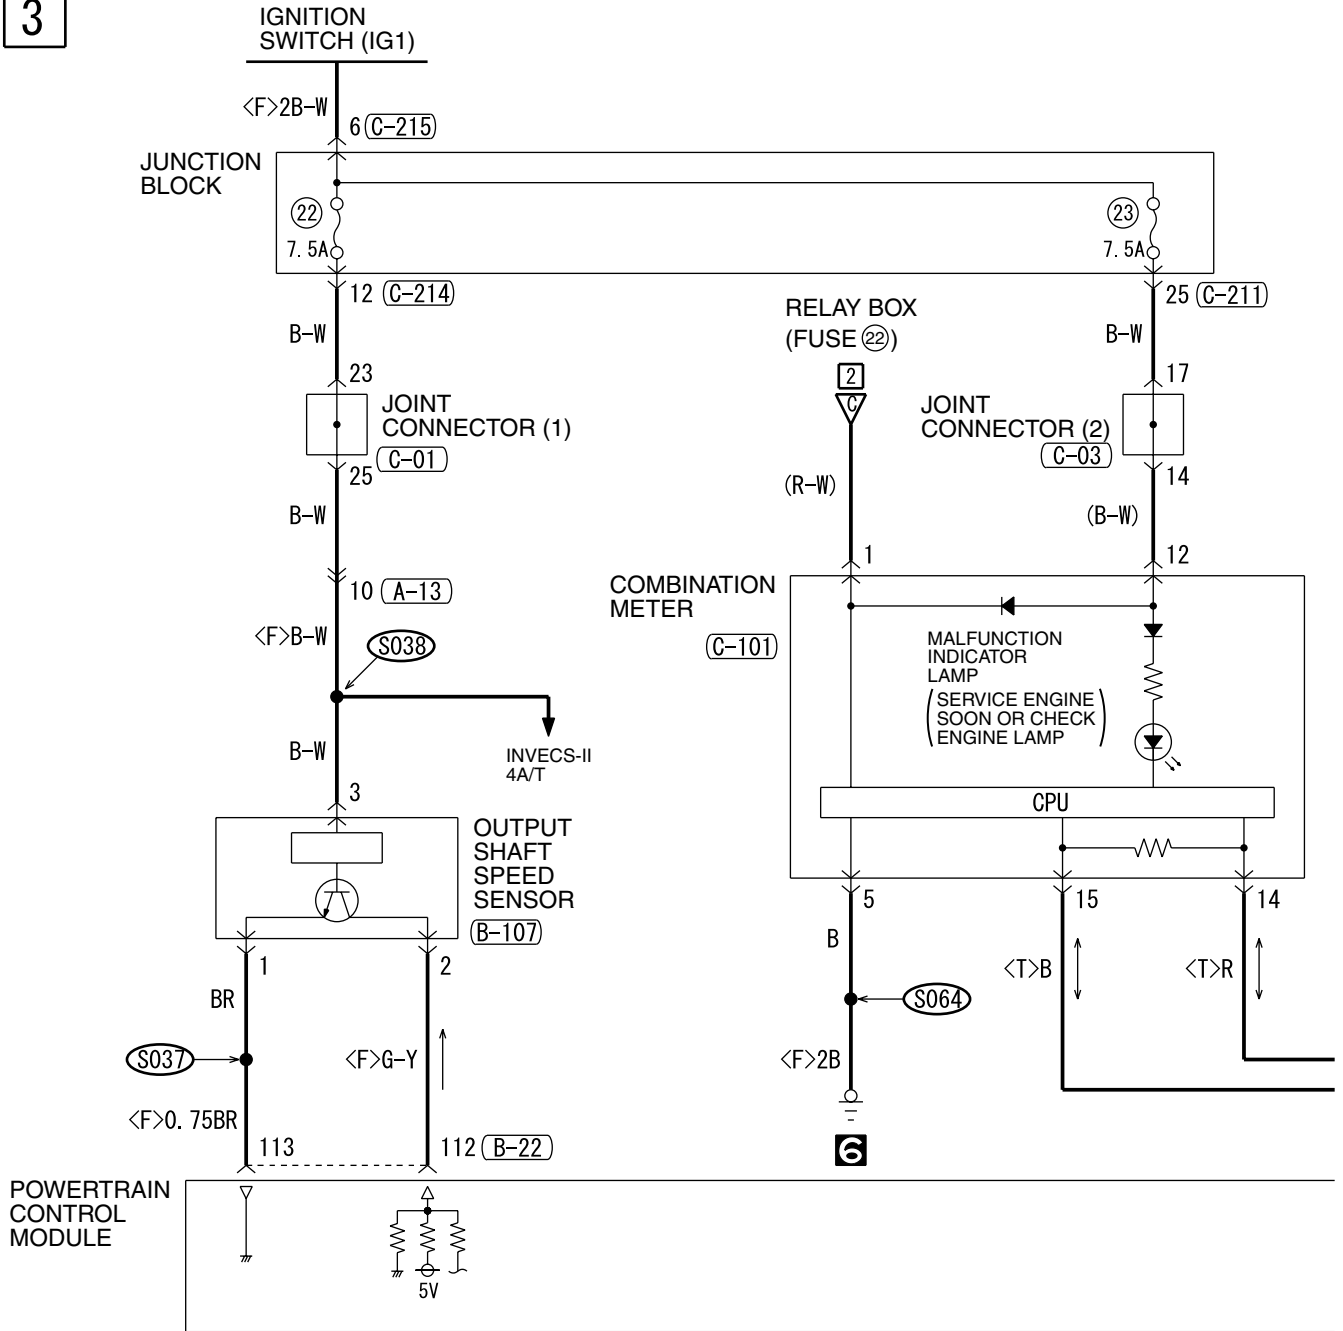 3
IGNITION
SWITCH (IG1)
<F>2B-W
6 C-215
JUNCTION
BLOCK
22
7.5A
23
7.5A
12 C-214
25 C-211
B-W
23
JOINT
CONNECTOR (1)
C-01
25
B-W
10 A-13
<F>B-W
S038
INVECS-II
4A/T
B-W
3
OUTPUT
SHAFT
SPEED
SENSOR
B-107
1
2
BR
S037
<F>G-Y
<F>0.75BR
113
112 B-22
POWERTRAIN
CONTROL
MODULE
5V
RELAY BOX
(FUSE 22)
2
C
(R-W)
1
B-W
17
JOINT
CONNECTOR (2)
C-03
14
(B-W)
12
COMBINATION
METER
C-101
MALFUNCTION
INDICATOR
LAMP
(SERVICE ENGINE
SOON OR CHECK
ENGINE LAMP)
CPU
5
15
14
B
<T>B
<T>R
S064
<F>2B
6